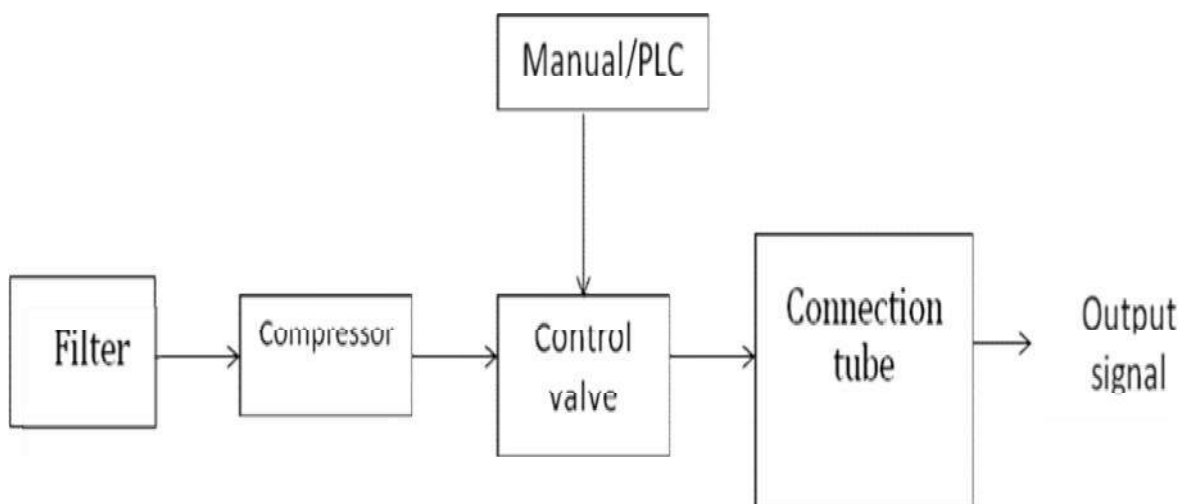 Manual/PLC
Filter
Compressor
Control
valve
Connection
tube
Output
signal